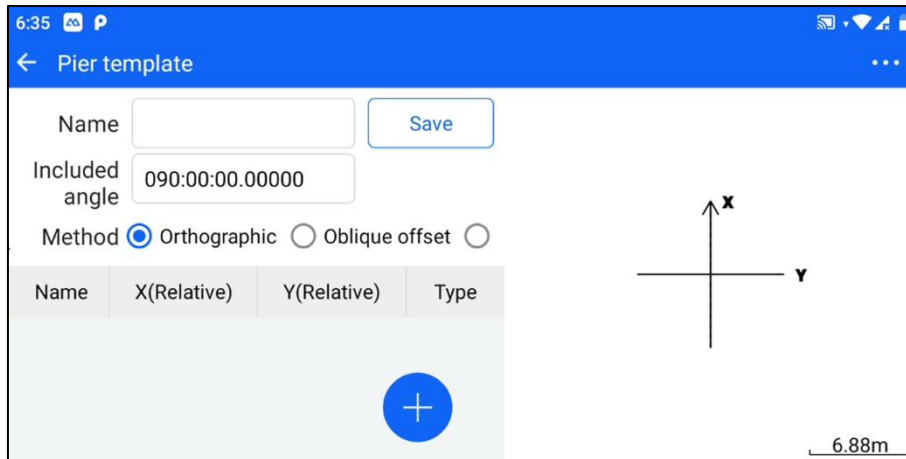 6:35
Pier template
Name
Save
Included angle
090:00:00.00000
Method Orthographic Oblique offset
Name X(Relative) Y(Relative) Type
X
Y
6.88m